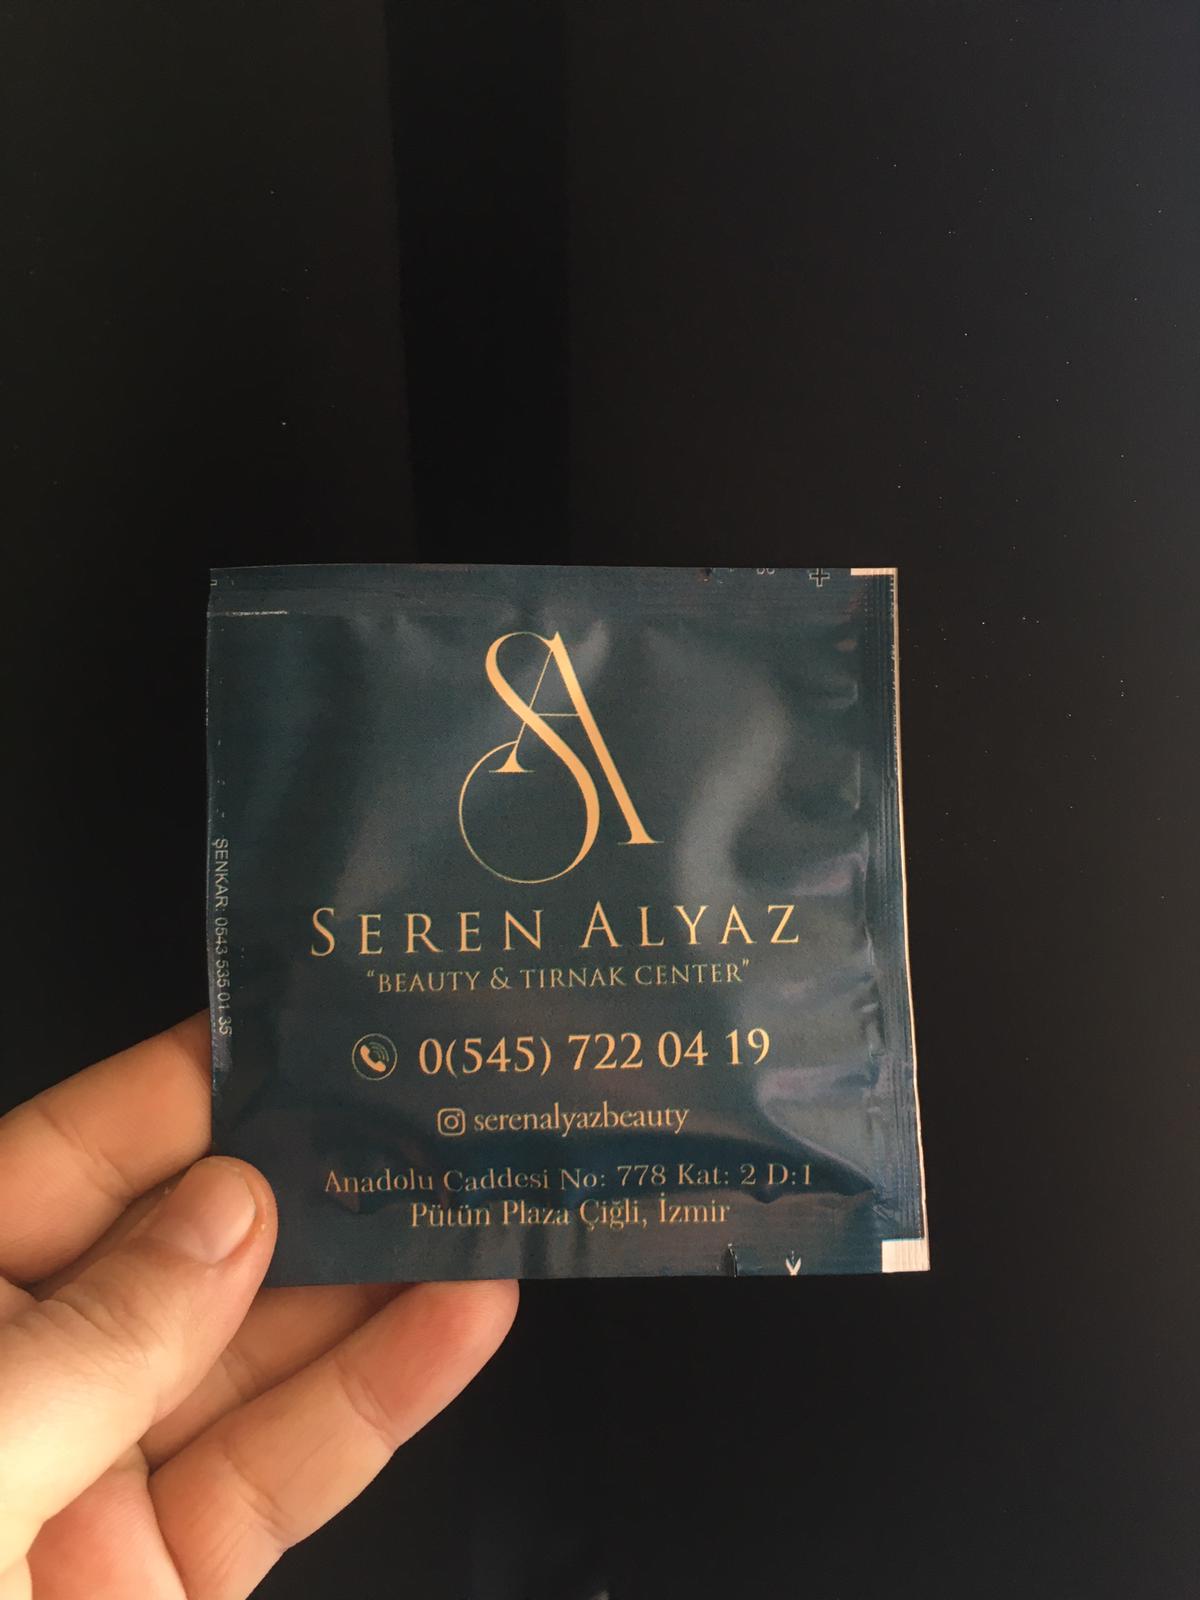 SA
SEREN ALYAZ
"BEAUTY & TIRNAK CENTER"
0(545) 722 04 19
serenalyazbeauty
Anadolu Caddesi No: 778 Kat: 2 D:1
Pütün Plaza Çiğli, İzmir
ŞENKAR: 0543 535 01 35